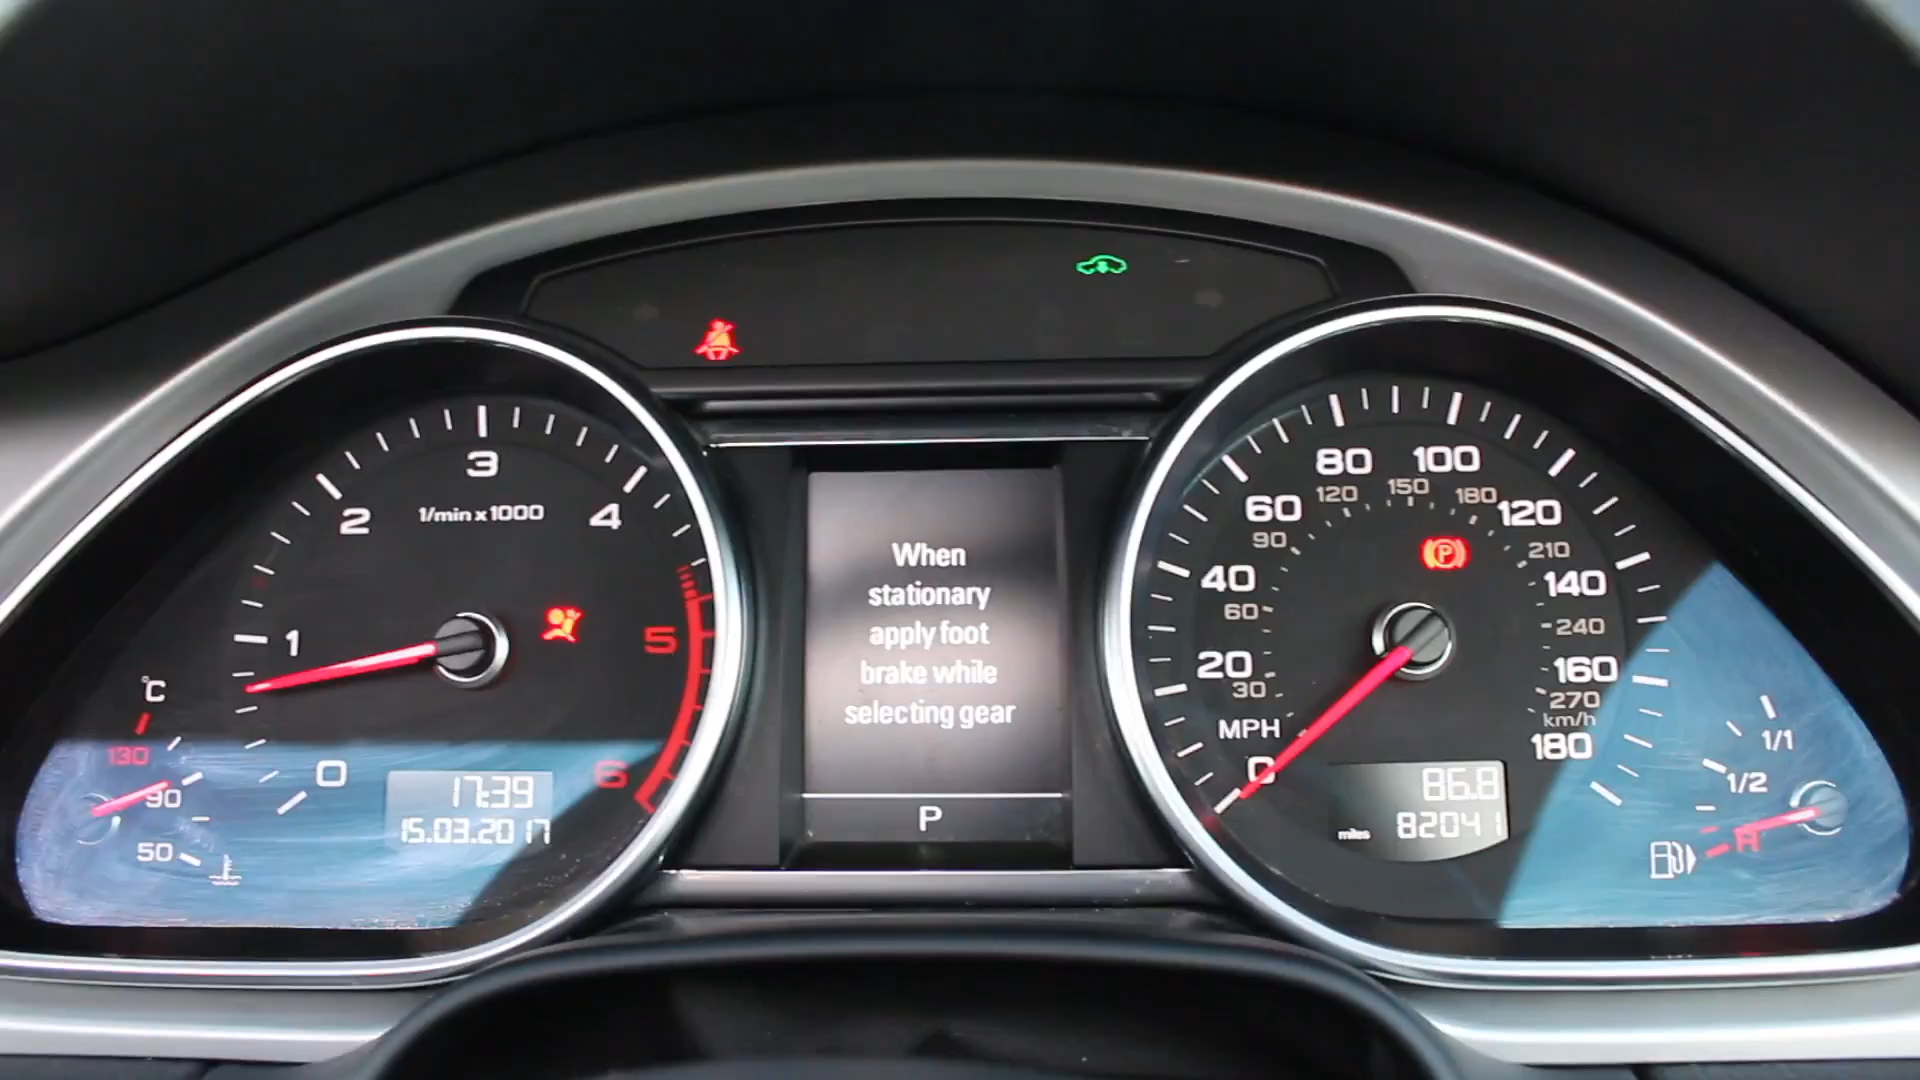 1
2
3
4
5
6
0
1/min x 1000
°C
130
90
50
17:39
15.03.2017
When
stationary
apply foot
brake while
selecting gear
P
0
20
40
60
80
100
120
140
160
180
30
60
90
120
150
180
210
240
270
km/h
MPH
P
86.8
miles 82041
1/1
1/2
R